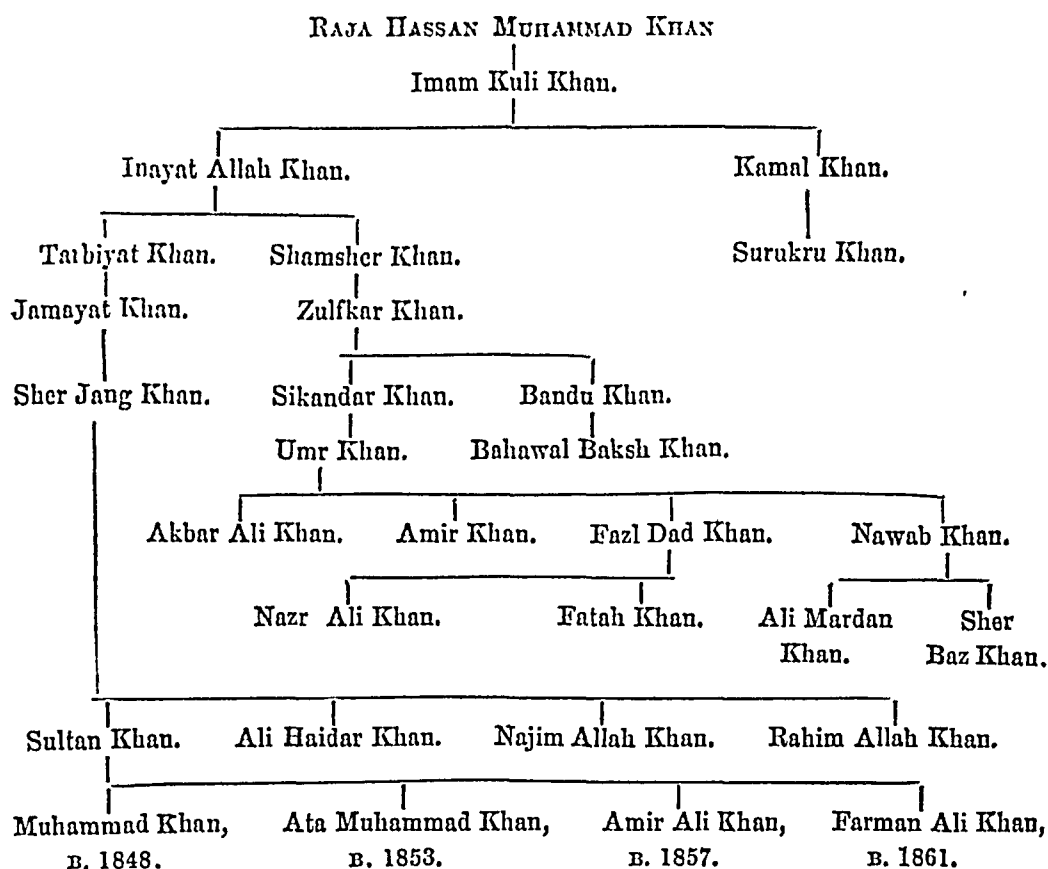 RAJA HASSAN MUHAMMAD KHAN
Imam Kuli Khan.
Inayat Allah Khan. Kamal Khan.
Tarbiyat Khan. Shamsher Khan. Surukru Khan.
Jamayat Khan. Zulfkar Khan.
Sher Jang Khan. Sikandar Khan. Bandu Khan.
Umr Khan. Bahawal Baksh Khan.
Akbar Ali Khan. Amir Khan. Fazl Dad Khan. Nawab Khan.
Nazr Ali Khan. Fatah Khan. Ali Mardan Sher
Khan. Baz Khan.
Sultan Khan. Ali Haidar Khan. Najim Allah Khan. Rahim Allah Khan.
Muhammad Khan, Ata Muhammad Khan, Amir Ali Khan, Farman Ali Khan,
B. 1848. B. 1853. B. 1857. B. 1861.